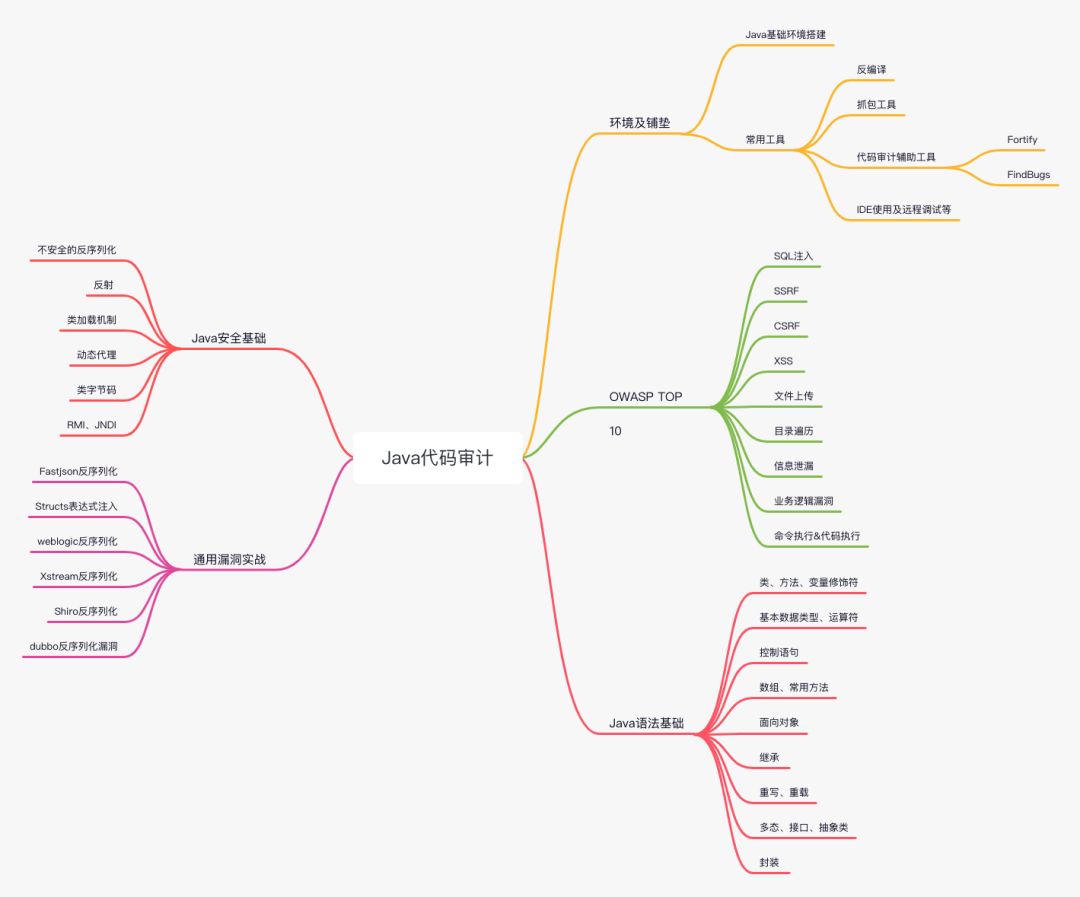 Java代码审计
环境及铺垫
Java基础环境搭建
常用工具
反编译
抓包工具
代码审计辅助工具
Fortify
FindBugs
IDE使用及远程调试等
OWASP TOP
10
SQL注入
SSRF
CSRF
XSS
文件上传
目录遍历
信息泄漏
业务逻辑漏洞
命令执行&代码执行
Java语法基础
类、方法、变量修饰符
基本数据类型、运算符
控制语句
数组、常用方法
面向对象
继承
重写、重载
多态、接口、抽象类
封装
Java安全基础
不安全的反序列化
反射
类加载机制
动态代理
类字节码
RMI、JNDI
通用漏洞实战
Fastjson反序列化
Structs表达式注入
weblogic反序列化
Xstream反序列化
Shiro反序列化
dubbo反序列化漏洞